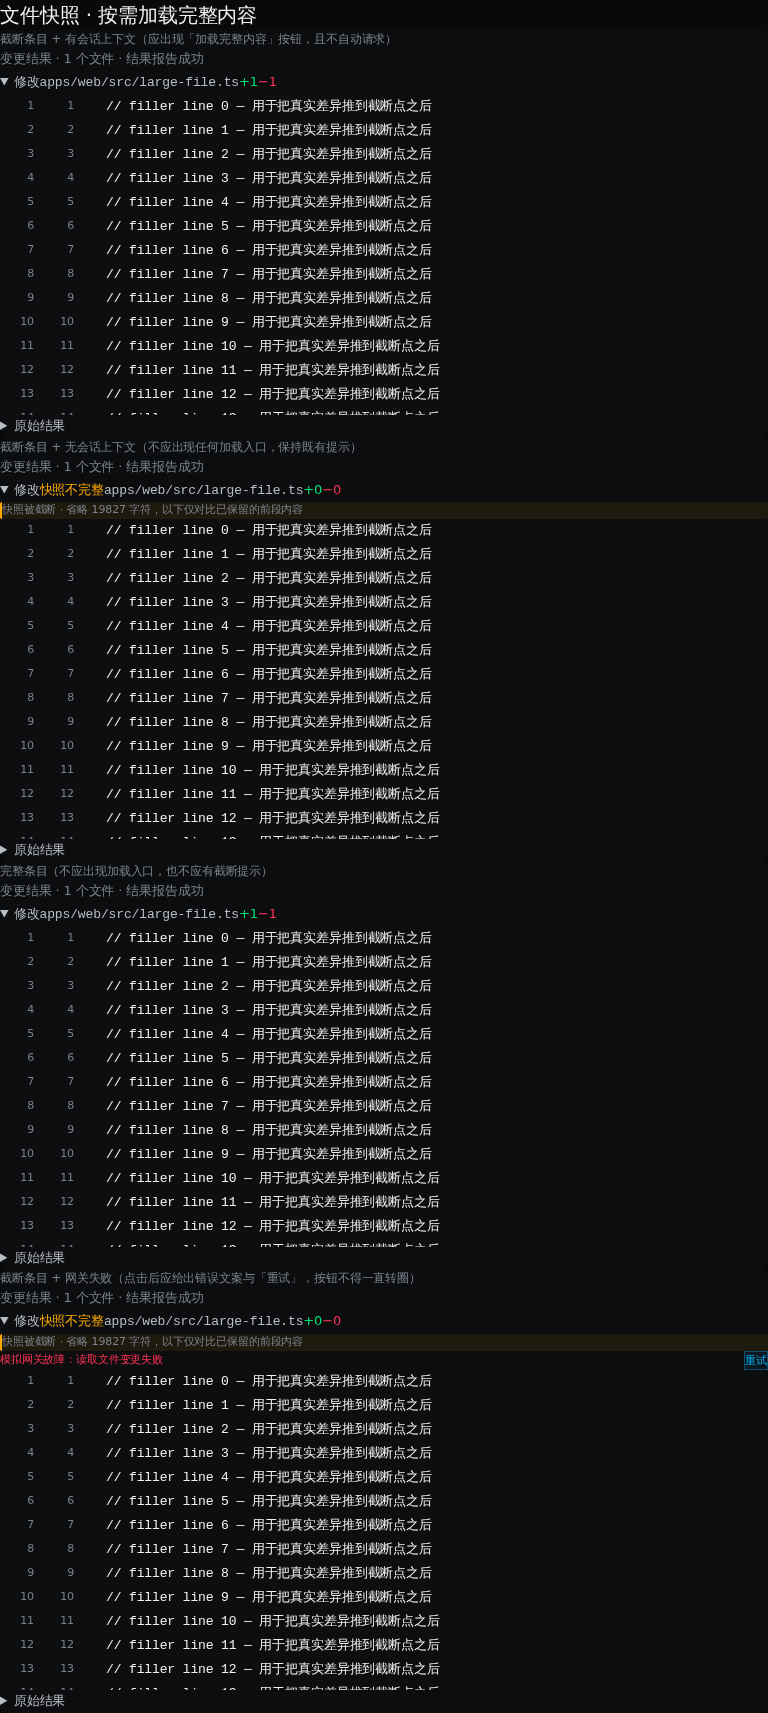 文件快照 · 按需加载完整内容
截断条目 + 有会话上下文（应出现「加载完整内容」按钮，且不自动请求）
变更结果 · 1 个文件 · 结果报告成功
▼ 修改apps/web/src/large-file.ts+1−1
1 1 // filler line 0 — 用于把真实差异推到截断点之后
2 2 // filler line 1 — 用于把真实差异推到截断点之后
3 3 // filler line 2 — 用于把真实差异推到截断点之后
4 4 // filler line 3 — 用于把真实差异推到截断点之后
5 5 // filler line 4 — 用于把真实差异推到截断点之后
6 6 // filler line 5 — 用于把真实差异推到截断点之后
7 7 // filler line 6 — 用于把真实差异推到截断点之后
8 8 // filler line 7 — 用于把真实差异推到截断点之后
9 9 // filler line 8 — 用于把真实差异推到截断点之后
10 10 // filler line 9 — 用于把真实差异推到截断点之后
11 11 // filler line 10 — 用于把真实差异推到截断点之后
12 12 // filler line 11 — 用于把真实差异推到截断点之后
13 13 // filler line 12 — 用于把真实差异推到截断点之后
▶ 原始结果
截断条目 + 无会话上下文（不应出现任何加载入口，保持既有提示）
变更结果 · 1 个文件 · 结果报告成功
▼ 修改快照不完整apps/web/src/large-file.ts+0−0
快照被截断 · 省略 19827 字符，以下仅对比已保留的前段内容
1 1 // filler line 0 — 用于把真实差异推到截断点之后
2 2 // filler line 1 — 用于把真实差异推到截断点之后
3 3 // filler line 2 — 用于把真实差异推到截断点之后
4 4 // filler line 3 — 用于把真实差异推到截断点之后
5 5 // filler line 4 — 用于把真实差异推到截断点之后
6 6 // filler line 5 — 用于把真实差异推到截断点之后
7 7 // filler line 6 — 用于把真实差异推到截断点之后
8 8 // filler line 7 — 用于把真实差异推到截断点之后
9 9 // filler line 8 — 用于把真实差异推到截断点之后
10 10 // filler line 9 — 用于把真实差异推到截断点之后
11 11 // filler line 10 — 用于把真实差异推到截断点之后
12 12 // filler line 11 — 用于把真实差异推到截断点之后
13 13 // filler line 12 — 用于把真实差异推到截断点之后
▶ 原始结果
完整条目（不应出现加载入口，也不应有截断提示）
变更结果 · 1 个文件 · 结果报告成功
▼ 修改apps/web/src/large-file.ts+1−1
1 1 // filler line 0 — 用于把真实差异推到截断点之后
2 2 // filler line 1 — 用于把真实差异推到截断点之后
3 3 // filler line 2 — 用于把真实差异推到截断点之后
4 4 // filler line 3 — 用于把真实差异推到截断点之后
5 5 // filler line 4 — 用于把真实差异推到截断点之后
6 6 // filler line 5 — 用于把真实差异推到截断点之后
7 7 // filler line 6 — 用于把真实差异推到截断点之后
8 8 // filler line 7 — 用于把真实差异推到截断点之后
9 9 // filler line 8 — 用于把真实差异推到截断点之后
10 10 // filler line 9 — 用于把真实差异推到截断点之后
11 11 // filler line 10 — 用于把真实差异推到截断点之后
12 12 // filler line 11 — 用于把真实差异推到截断点之后
13 13 // filler line 12 — 用于把真实差异推到截断点之后
▶ 原始结果
截断条目 + 网关失败（点击后应给出错误文案与「重试」，按钮不得一直转圈）
变更结果 · 1 个文件 · 结果报告成功
▼ 修改快照不完整apps/web/src/large-file.ts+0−0
快照被截断 · 省略 19827 字符，以下仅对比已保留的前段内容
模拟网关故障：读取文件变更失败 重试
1 1 // filler line 0 — 用于把真实差异推到截断点之后
2 2 // filler line 1 — 用于把真实差异推到截断点之后
3 3 // filler line 2 — 用于把真实差异推到截断点之后
4 4 // filler line 3 — 用于把真实差异推到截断点之后
5 5 // filler line 4 — 用于把真实差异推到截断点之后
6 6 // filler line 5 — 用于把真实差异推到截断点之后
7 7 // filler line 6 — 用于把真实差异推到截断点之后
8 8 // filler line 7 — 用于把真实差异推到截断点之后
9 9 // filler line 8 — 用于把真实差异推到截断点之后
10 10 // filler line 9 — 用于把真实差异推到截断点之后
11 11 // filler line 10 — 用于把真实差异推到截断点之后
12 12 // filler line 11 — 用于把真实差异推到截断点之后
13 13 // filler line 12 — 用于把真实差异推到截断点之后
▶ 原始结果